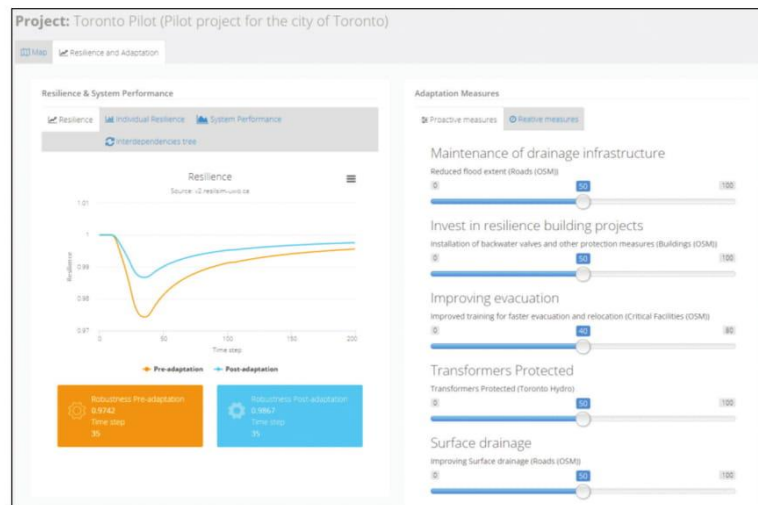 Project: Toronto Pilot (Pilot project for the city of Toronto)
Map
Resilience and Adaptation
Resilience & System Performance
Resilience
Individual Resilience
System Performance
Interdependencies tree
Resilience
Source: v2.resilsim-uwo.ca
1.01
1
0.99
0.98
0.97
Resilience
0
50
100
150
200
Time step
Pre-adaptation
Post-adaptation
Robustness Pre-adaptation
0.9742
Time step
35
Robustness Post-adaptation
0.9867
Time step
35
Adaptation Measures
Proactive measures
Reative measures
Maintenance of drainage infrastructure
Reduced flood extent (Roads (OSM))
0
50
100
Invest in resilience building projects
Installation of backwater valves and other protection measures (Buildings (OSM))
0
50
100
Improving evacuation
Improved training for faster evacuation and relocation (Critical Facilities (OSM))
0
40
80
Transformers Protected
Transformers Protected (Toronto Hydro)
0
50
100
Surface drainage
Improving Surface drainage (Roads (OSM))
0
50
100